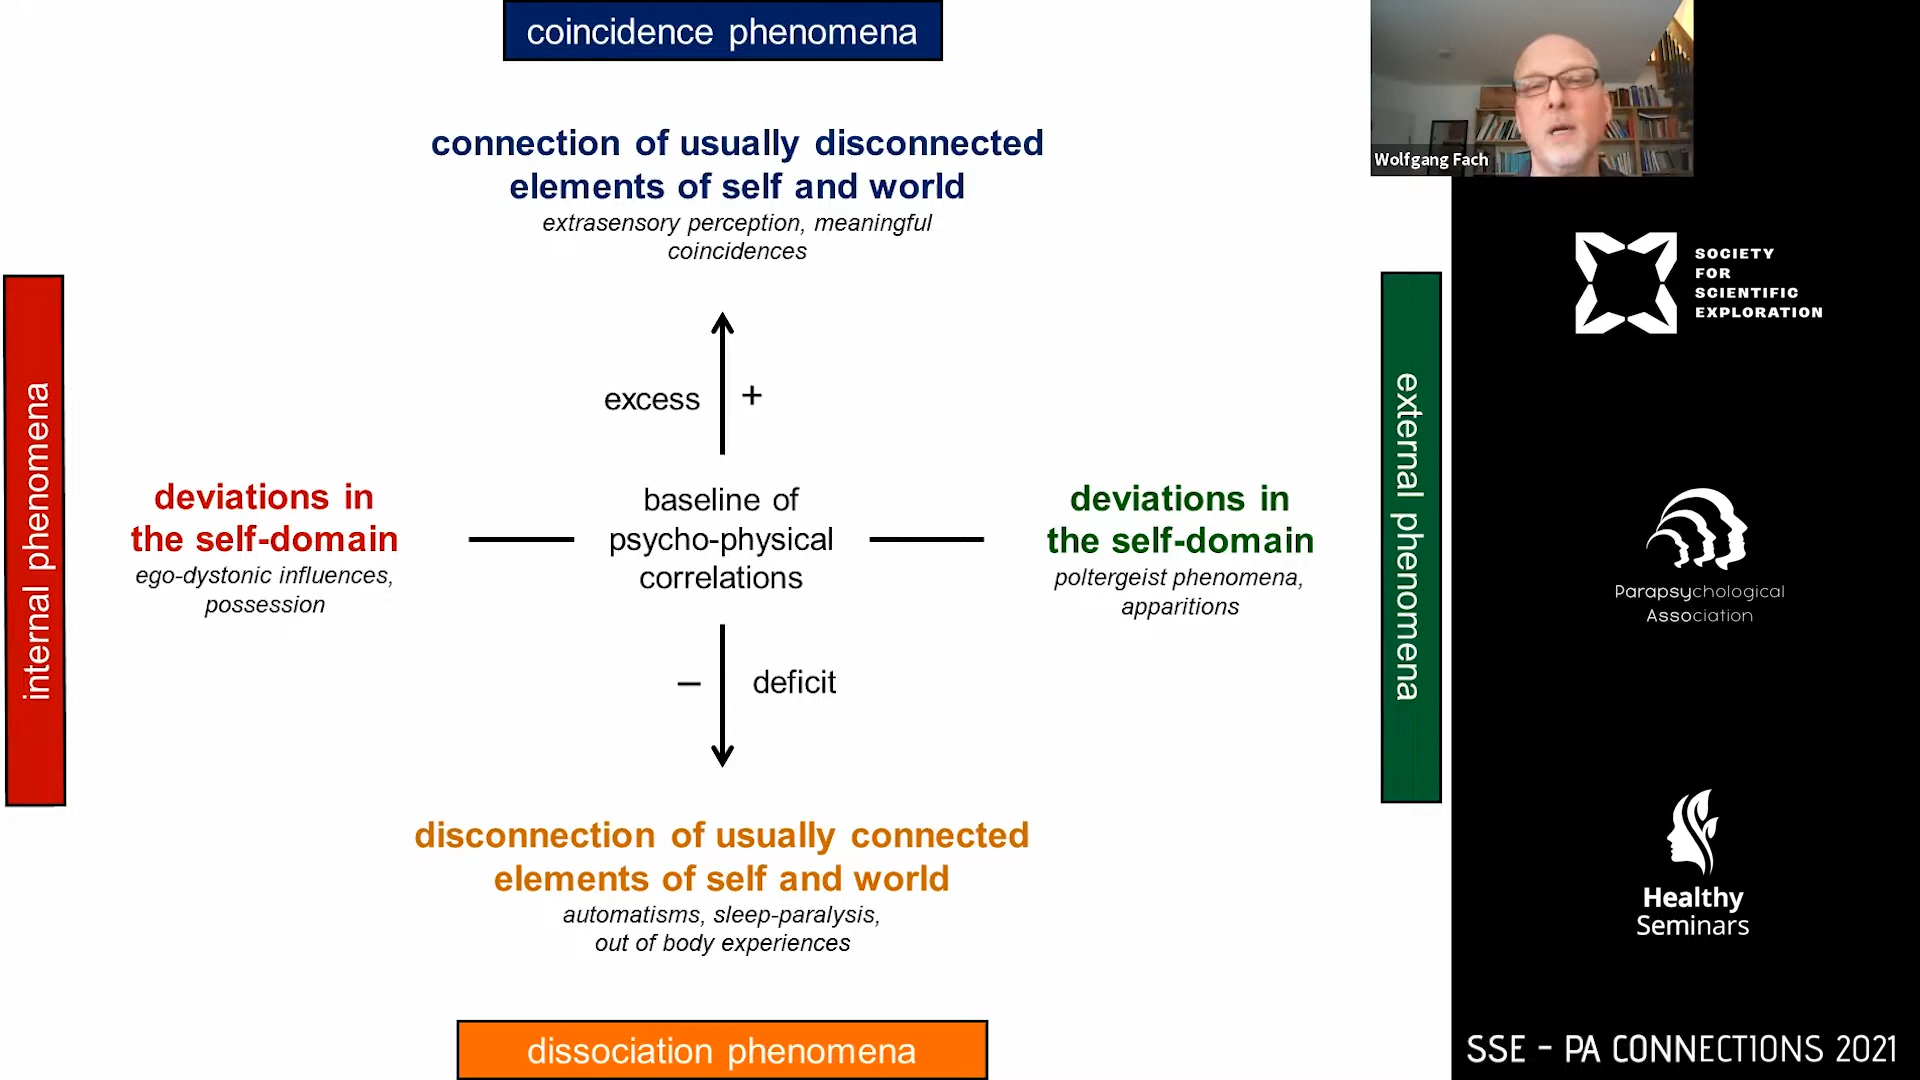 coincidence phenomena
connection of usually disconnected
elements of self and world
extrasensory perception, meaningful
coincidences
excess
+
internal phenomena
deviations in
the self-domain
ego-dystonic influences,
possession
baseline of
psycho-physical
correlations
deviations in
the self-domain
poltergeist phenomena,
apparitions
external phenomena
–
deficit
disconnection of usually connected
elements of self and world
automatisms, sleep-paralysis,
out of body experiences
dissociation phenomena
Wolfgang Fach
SOCIETY
FOR
SCIENTIFIC
EXPLORATION
Parapsychological
Association
Healthy
Seminars
SSE - PA CONNECTIONS 2021